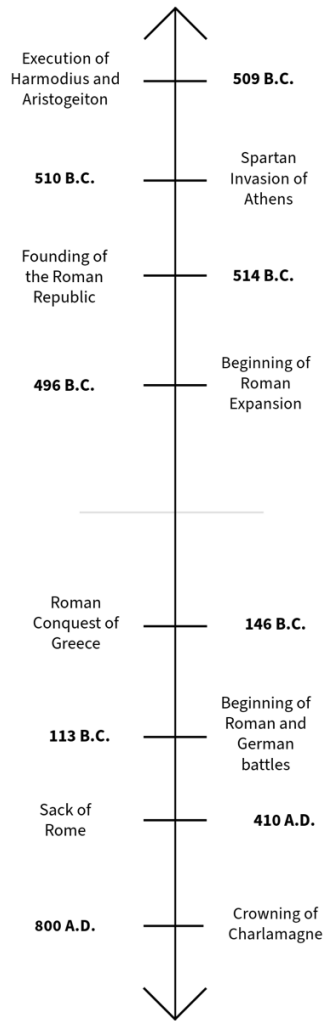 Execution of
Harmodius and
Aristogeiton
509 B.C.
510 B.C.
Spartan
Invasion of
Athens
Founding of
the Roman
Republic
514 B.C.
496 B.C.
Beginning of
Roman
Expansion
Roman
Conquest of
Greece
146 B.C.
113 B.C.
Beginning of
Roman and
German
battles
Sack of
Rome
410 A.D.
800 A.D.
Crowning of
Charlamagne